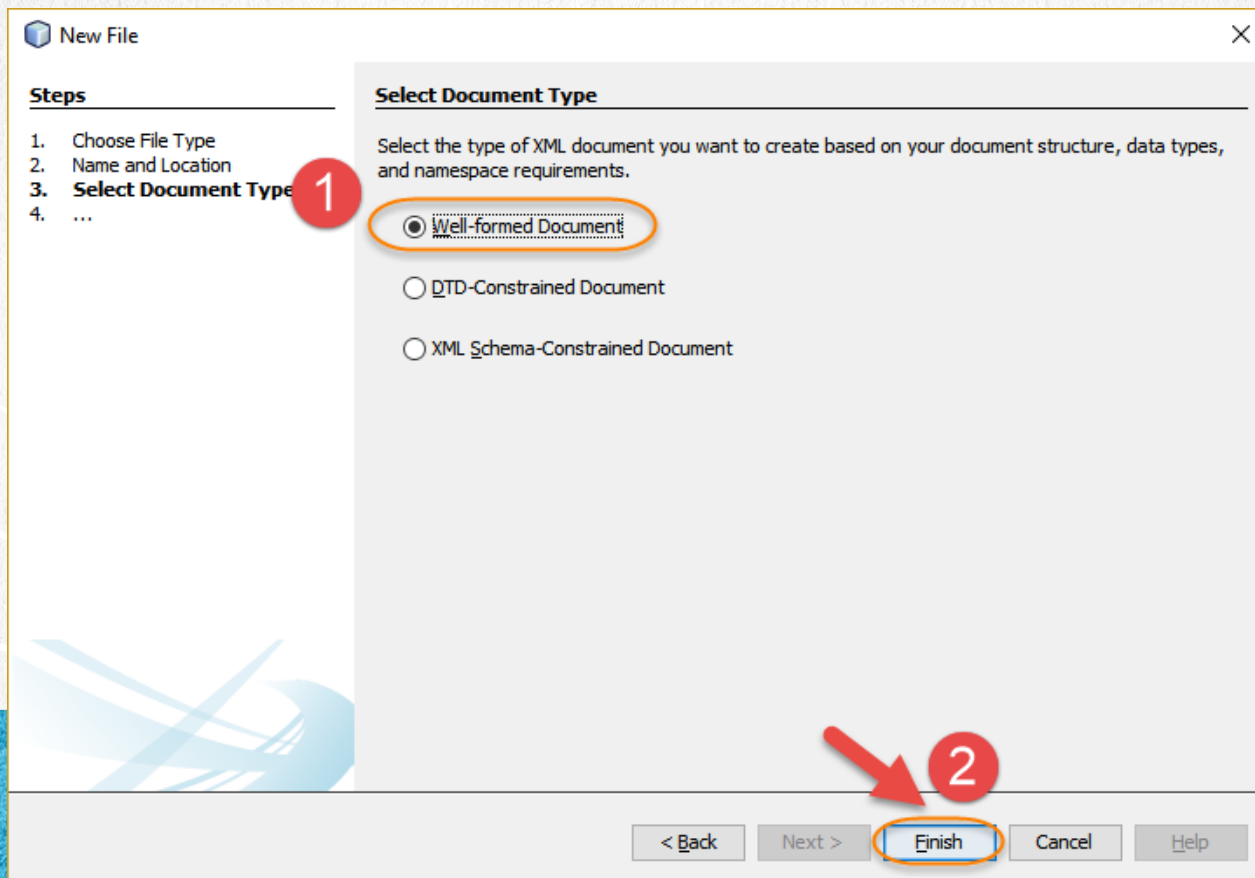 New File
Steps
1. Choose File Type
2. Name and Location
3. Select Document Type
4. ...
1
Select Document Type
Select the type of XML document you want to create based on your document structure, data types,
and namespace requirements.
Well-formed Document
DTD-Constrained Document
XML Schema-Constrained Document
2
< Back Next > Finish Cancel Help